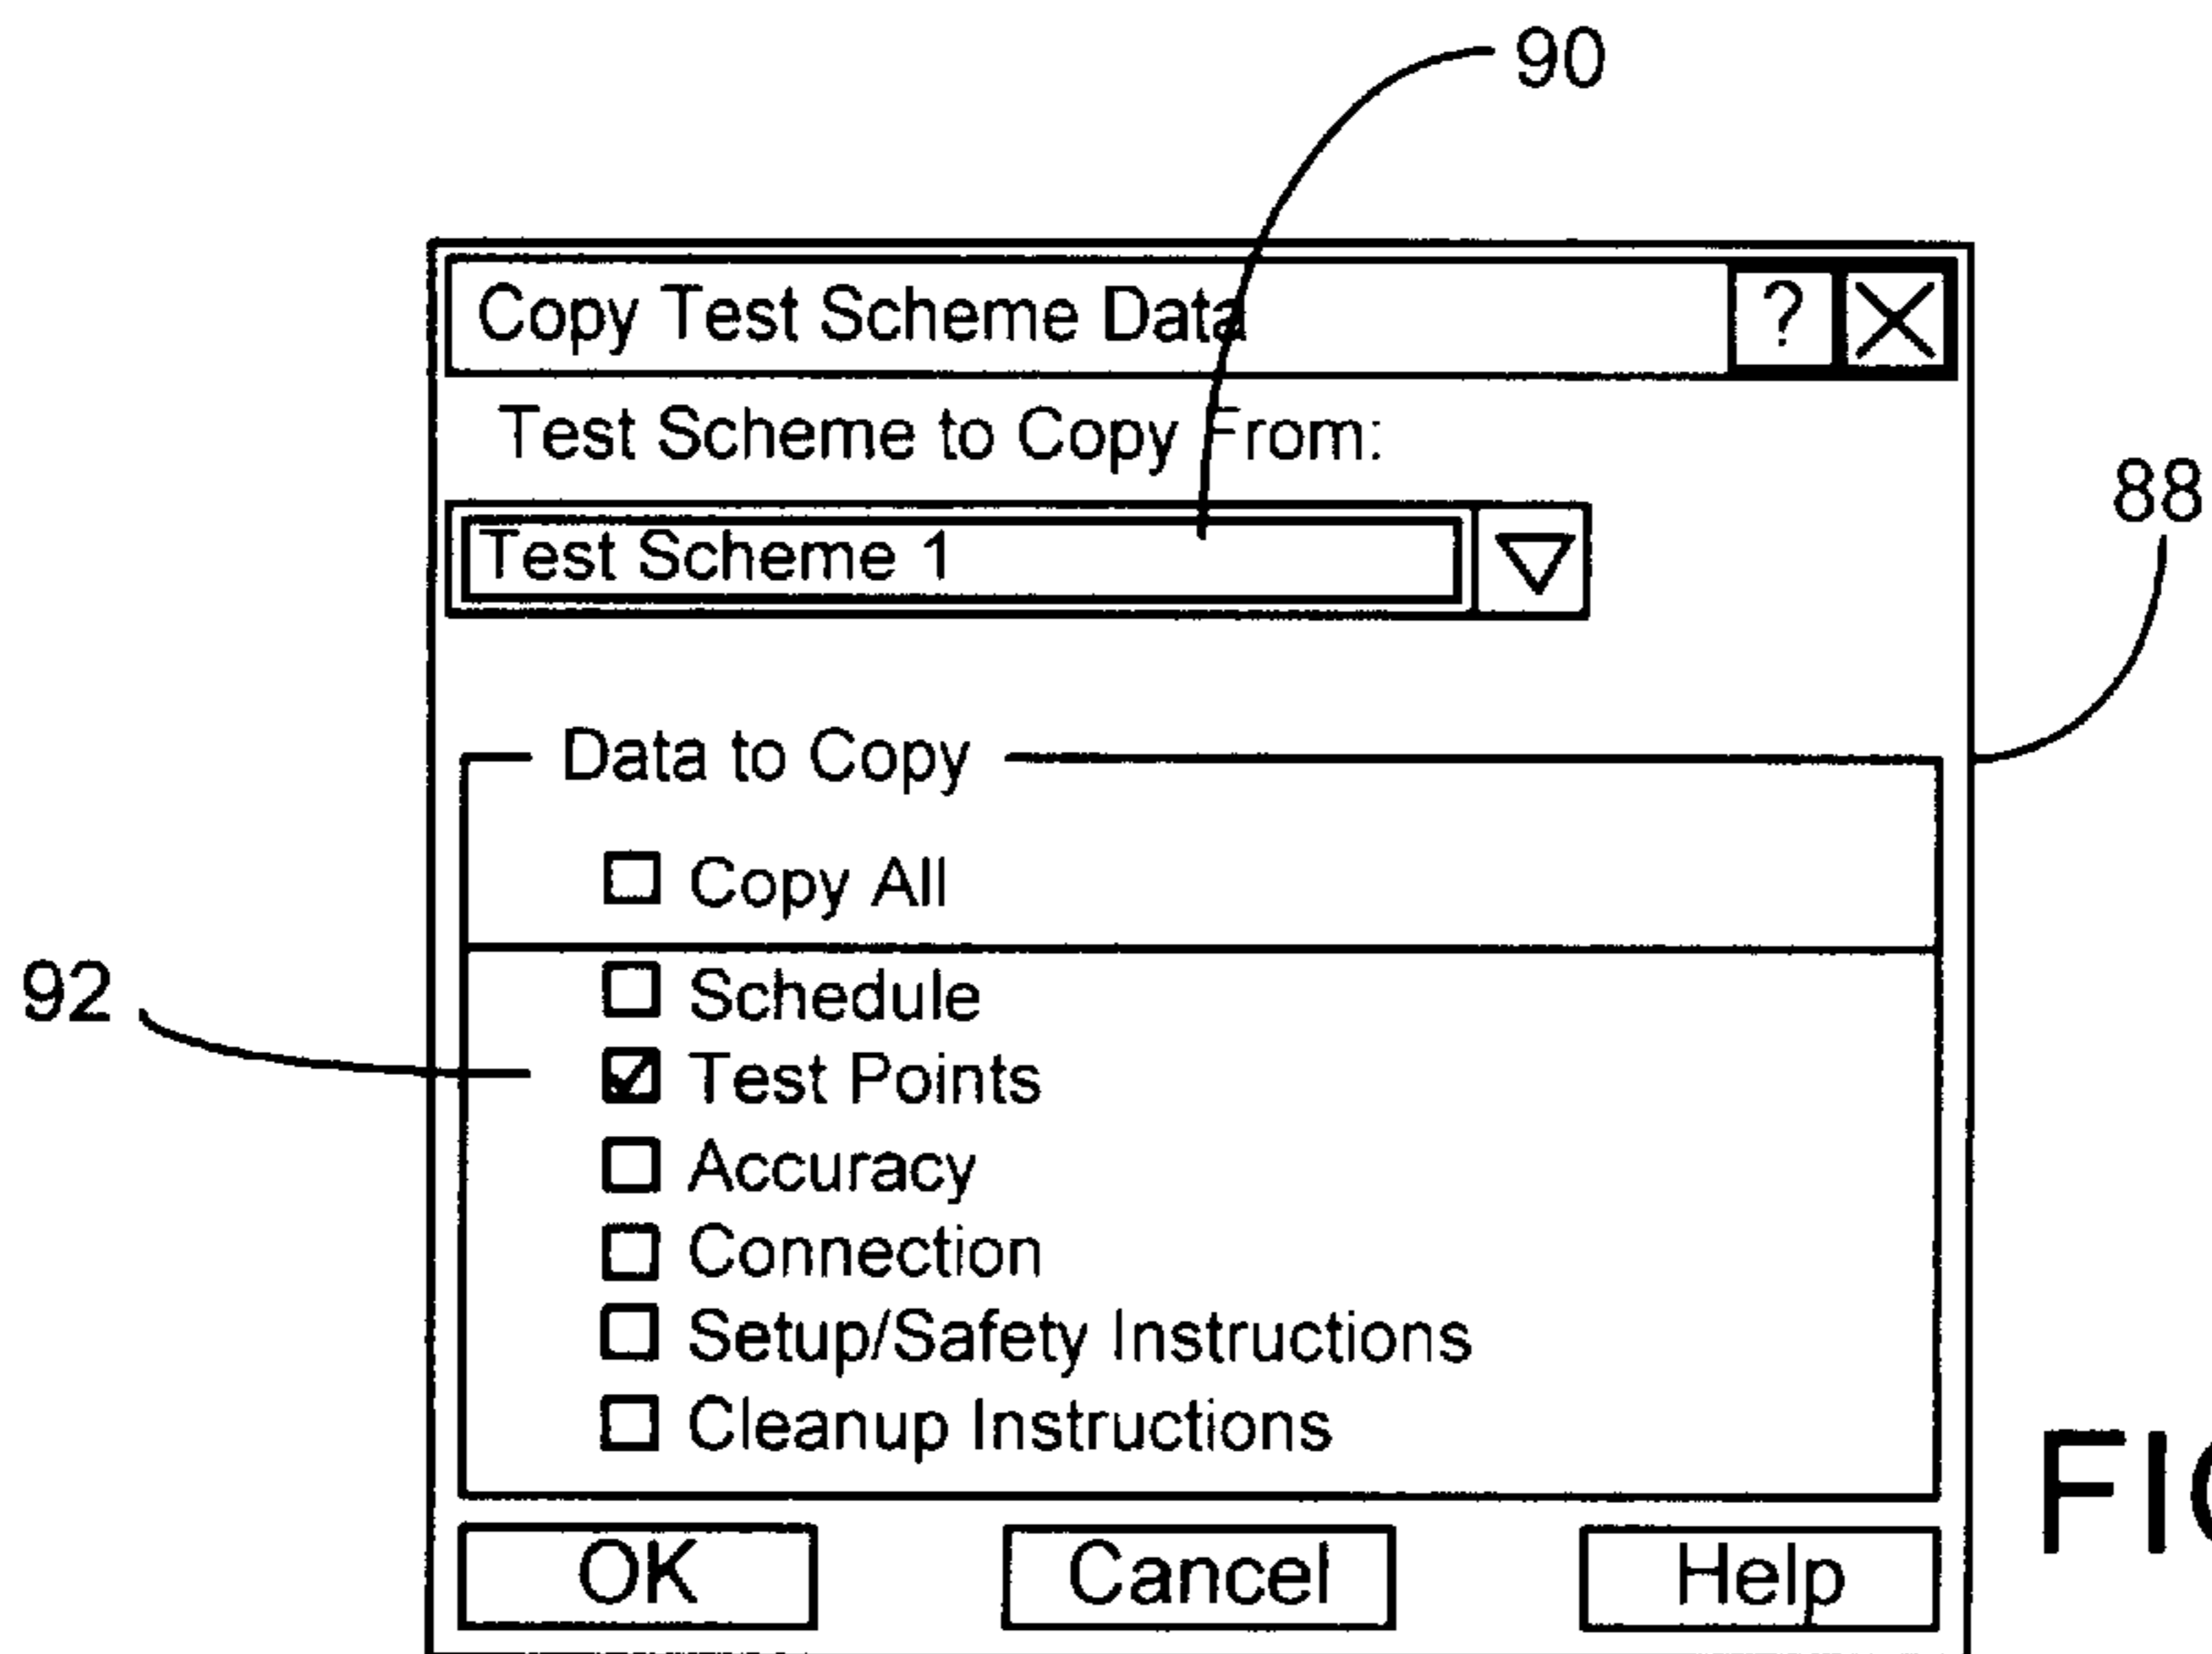 90
Copy Test Scheme Data ?
Test Scheme to Copy From:
88
Test Scheme 1
Data to Copy
Copy All
92
Schedule
Test Points
Accuracy
Connection
Setup/Safety Instructions
Cleanup Instructions
OK Cancel Help